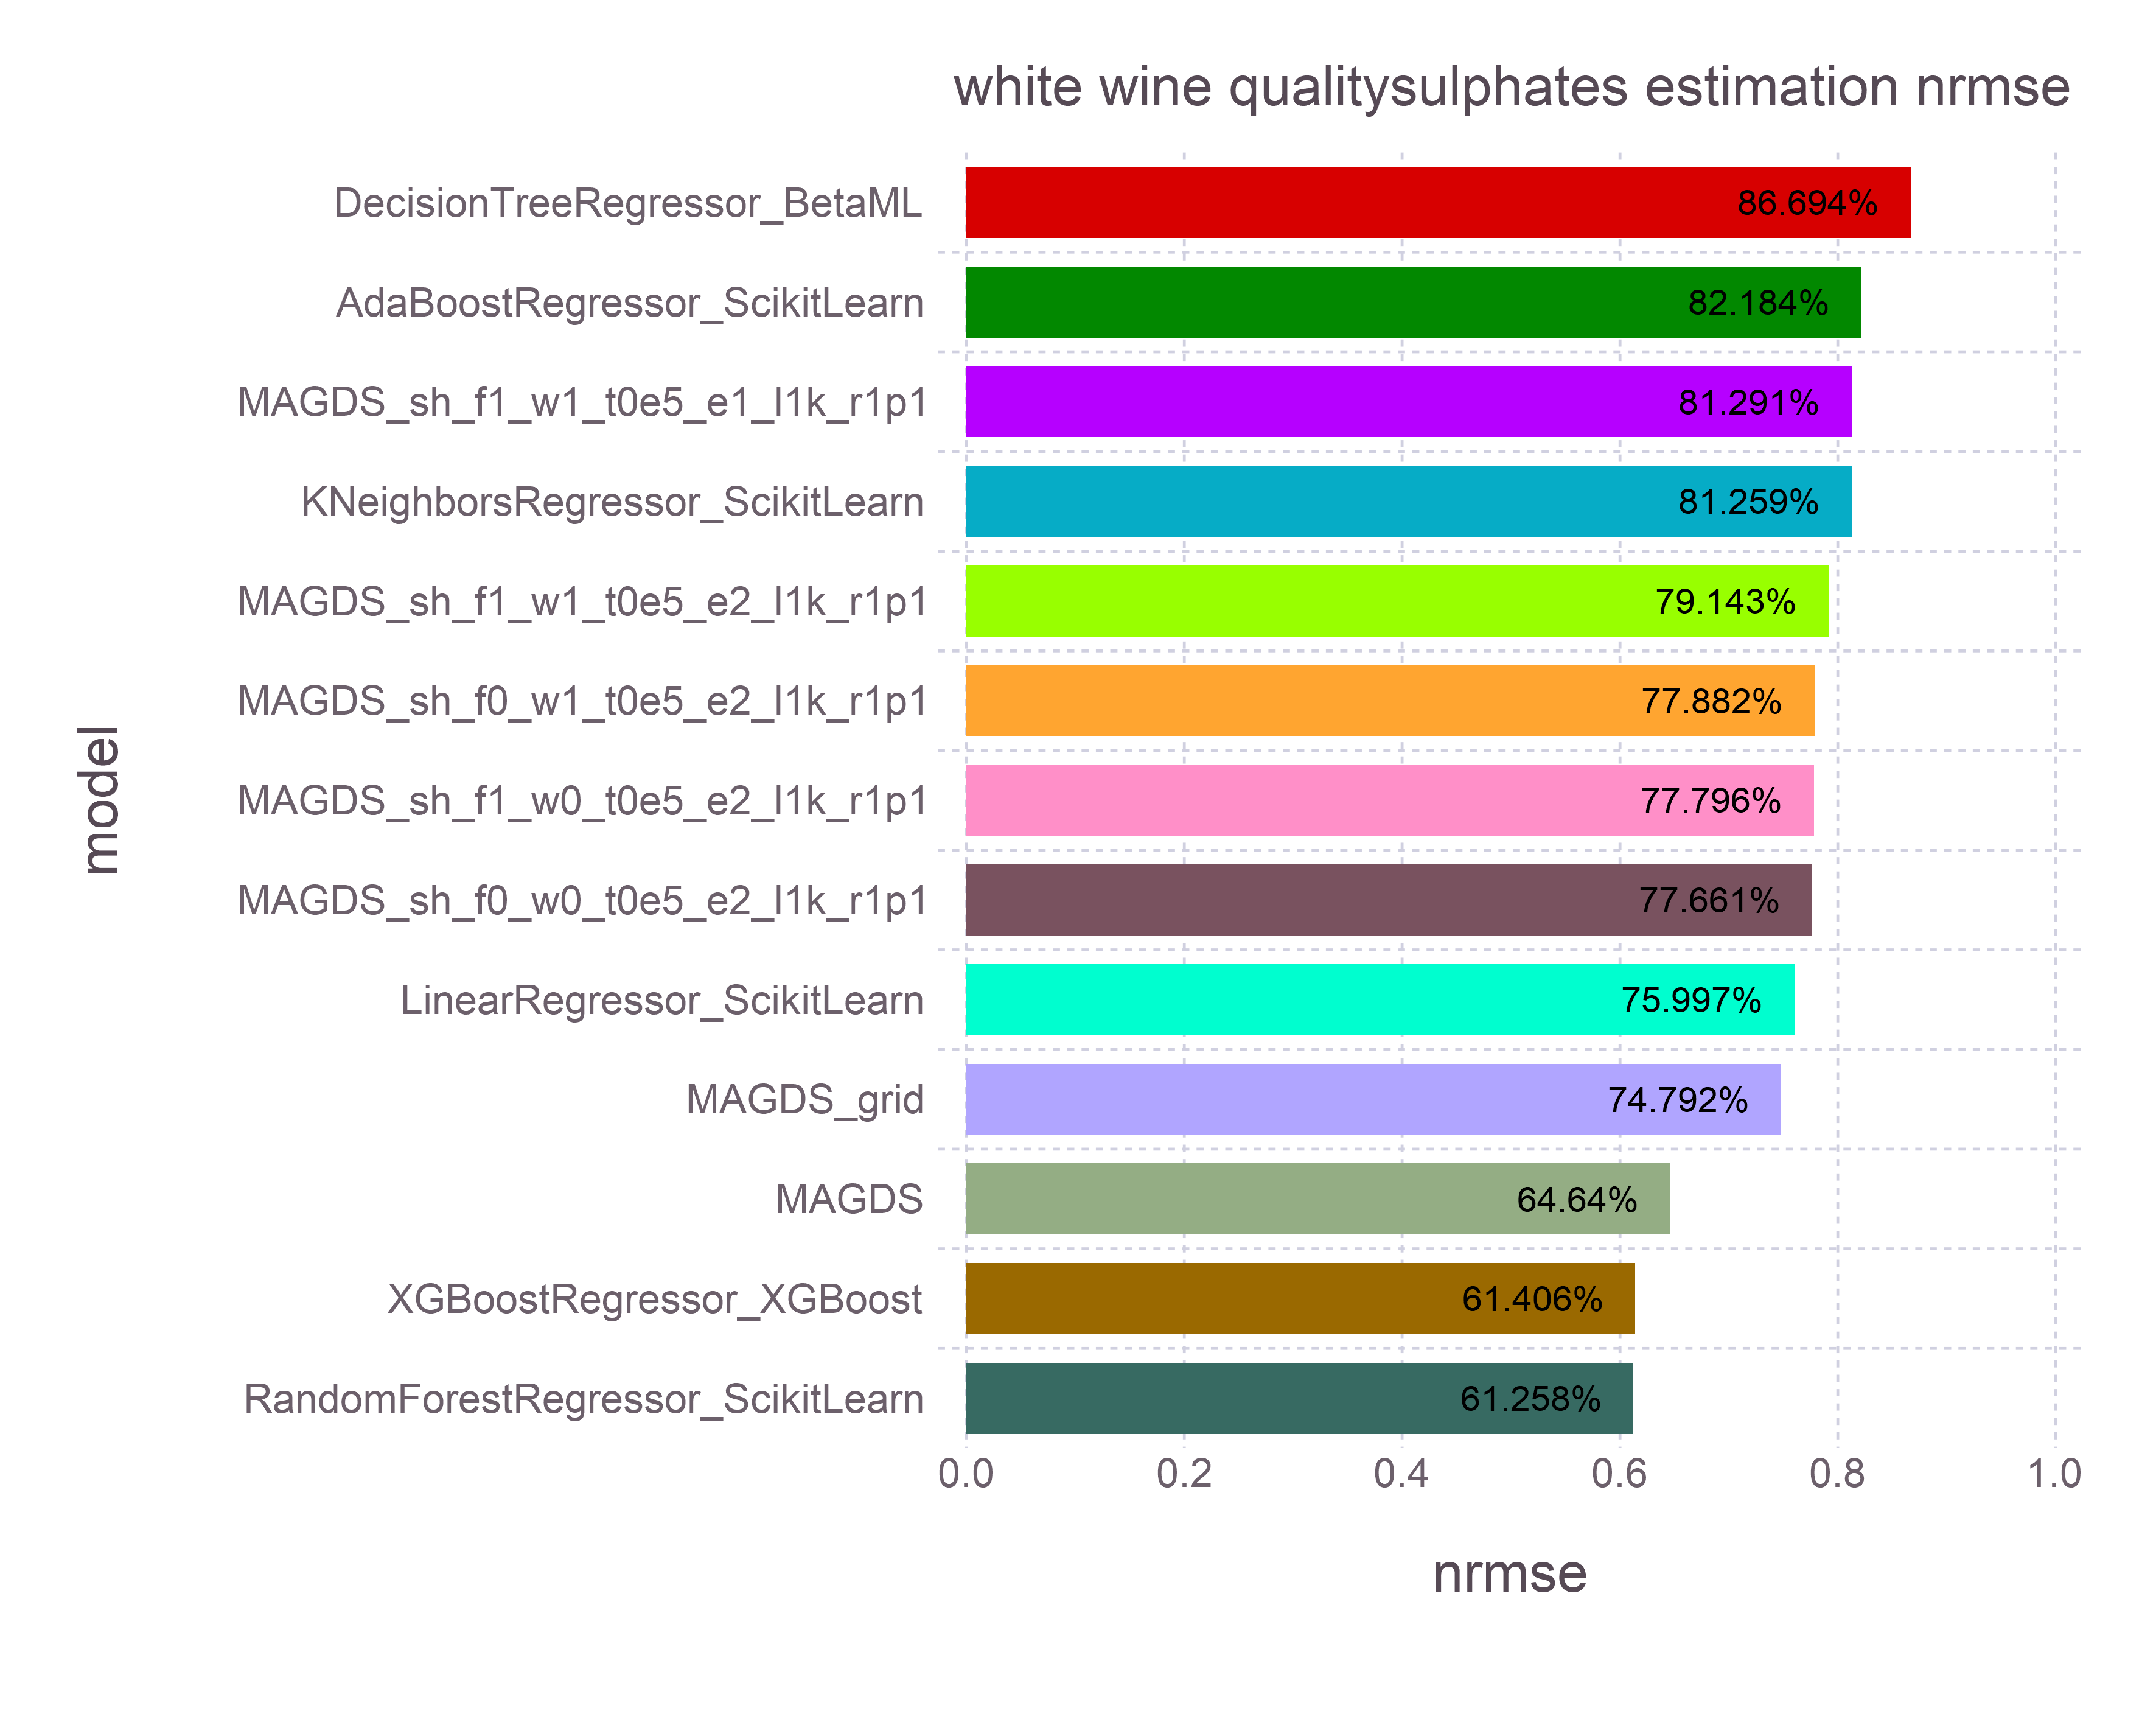 white wine qualitysulphates estimation nrmse
DecisionTreeRegressor_BetaML 86.694%
AdaBoostRegressor_ScikitLearn 82.184%
MAGDS_sh_f1_w1_t0e5_e1_l1k_r1p1 81.291%
KNeighborsRegressor_ScikitLearn 81.259%
MAGDS_sh_f1_w1_t0e5_e2_l1k_r1p1 79.143%
MAGDS_sh_f0_w1_t0e5_e2_l1k_r1p1 77.882%
MAGDS_sh_f1_w0_t0e5_e2_l1k_r1p1 77.796%
MAGDS_sh_f0_w0_t0e5_e2_l1k_r1p1 77.661%
LinearRegressor_ScikitLearn 75.997%
MAGDS_grid 74.792%
MAGDS 64.64%
XGBoostRegressor_XGBoost 61.406%
RandomForestRegressor_ScikitLearn 61.258%
0.0 0.2 0.4 0.6 0.8 1.0
nrmse
model